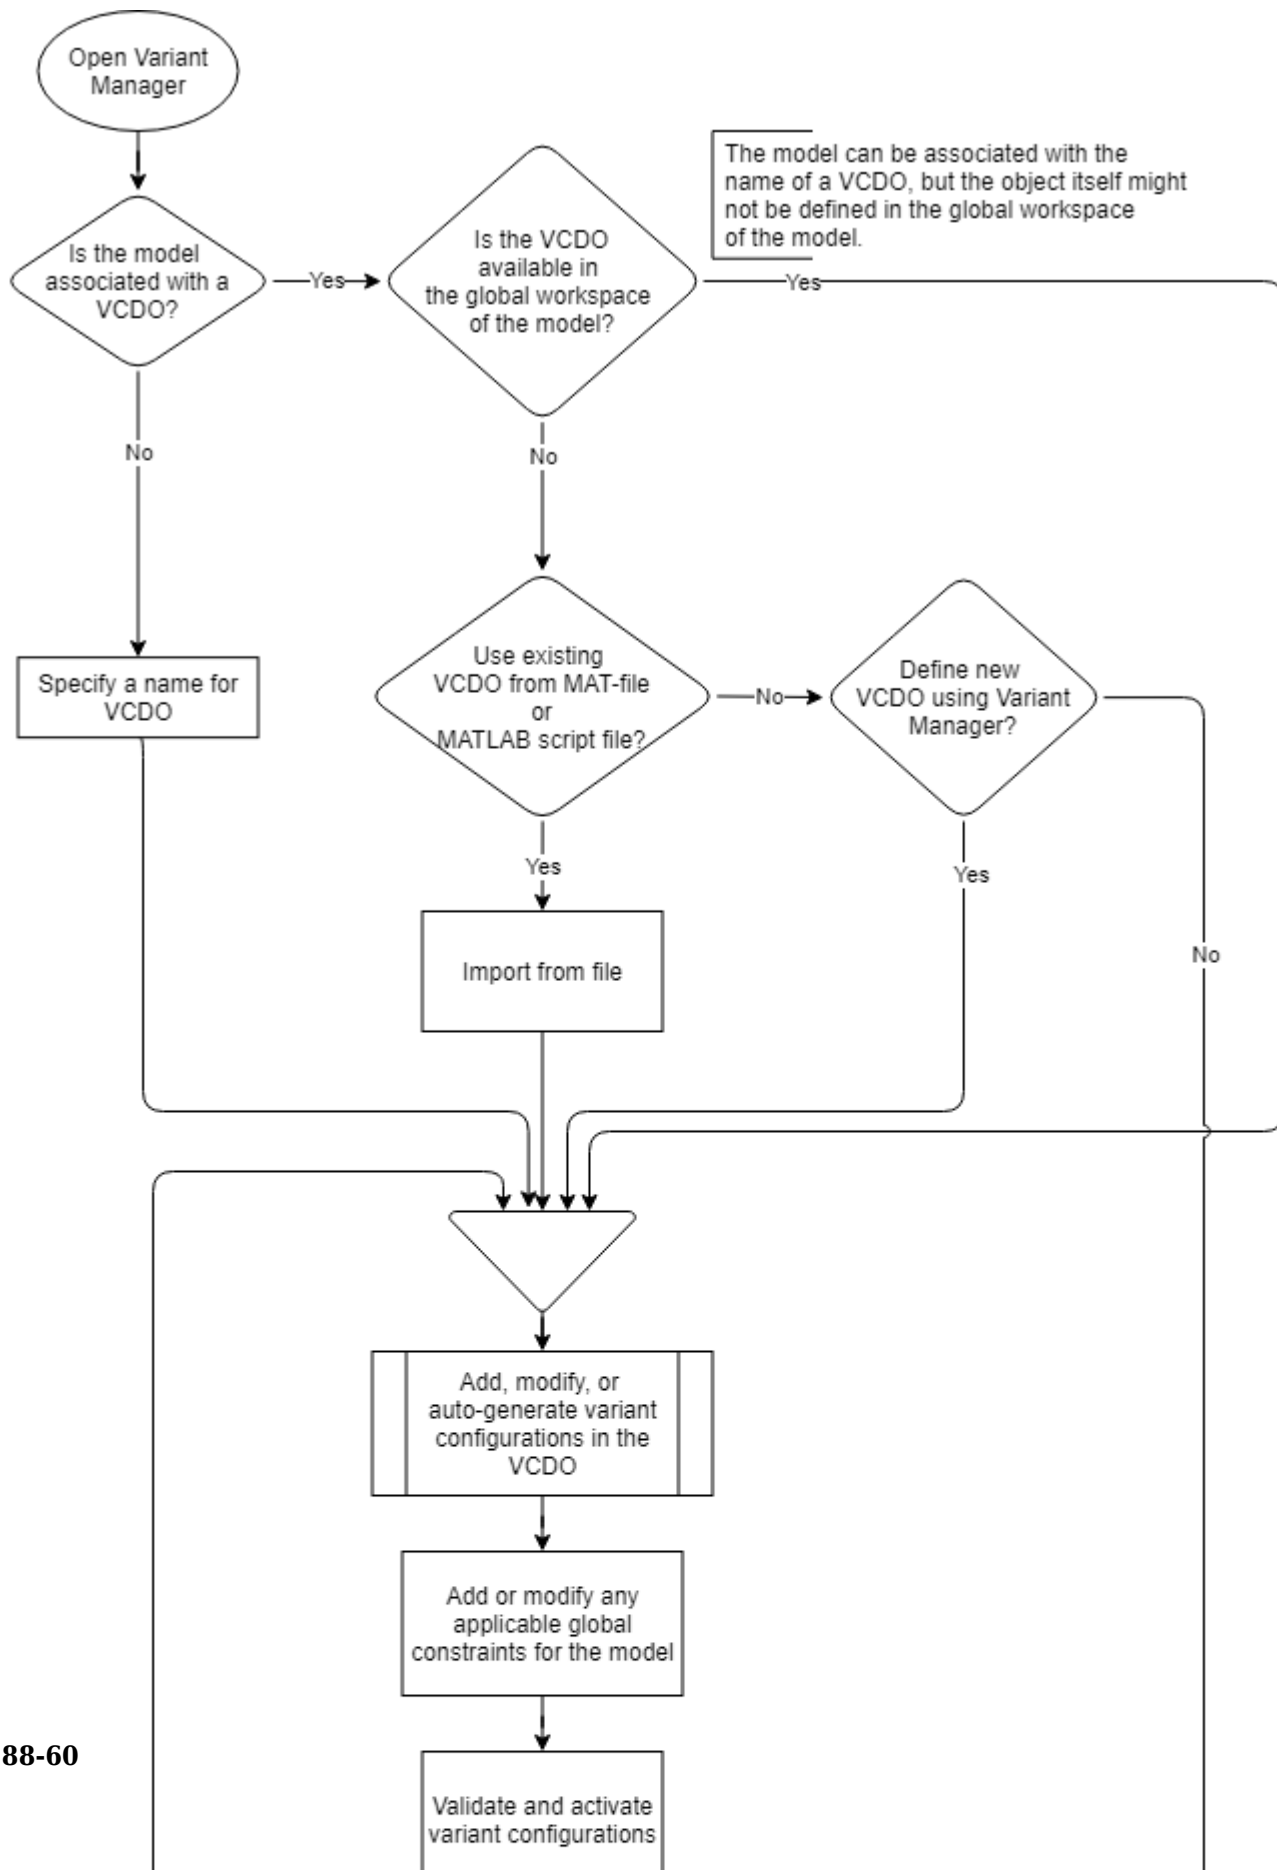 Open Variant
Manager
The model can be associated with the
name of a VCDO, but the object itself might
not be defined in the global workspace
of the model.
Is the model
associated with a
VCDO?
Yes
Is the VCDO
available in
the global workspace
of the model?
Yes
No
No
Use existing
VCDO from MAT-file
or
MATLAB script file?
No
Define new
VCDO using Variant
Manager?
Specify a name for
VCDO
Yes
Yes
No
Import from file
Add, modify, or
auto-generate variant
configurations in the
VCDO
Add or modify any
applicable global
constraints for the model
88-60
Validate and activate
variant configurations